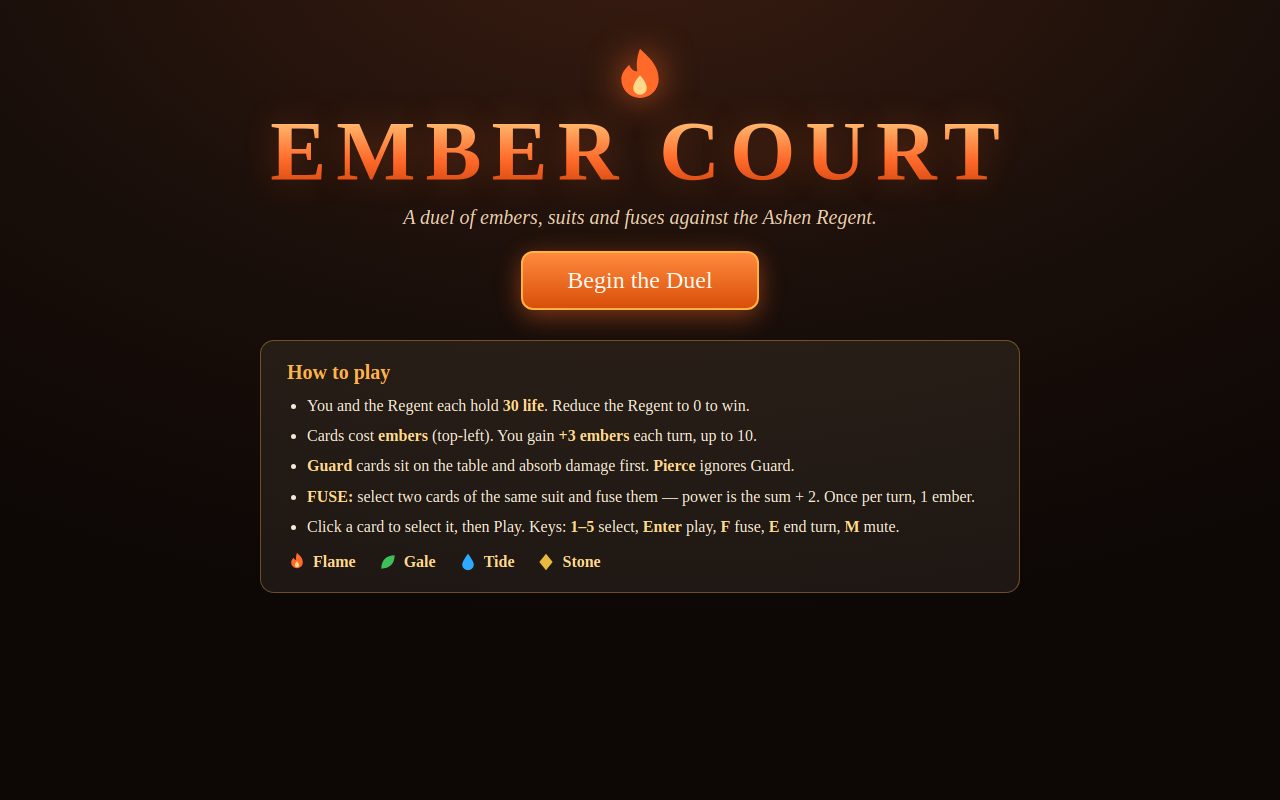 EMBER COURT
A duel of embers, suits and fuses against the Ashen Regent.
Begin the Duel
How to play
You and the Regent each hold 30 life. Reduce the Regent to 0 to win.
Cards cost embers (top-left). You gain +3 embers each turn, up to 10.
Guard cards sit on the table and absorb damage first. Pierce ignores Guard.
FUSE: select two cards of the same suit and fuse them — power is the sum + 2. Once per turn, 1 ember.
Click a card to select it, then Play. Keys: 1–5 select, Enter play, F fuse, E end turn, M mute.
Flame Gale Tide Stone